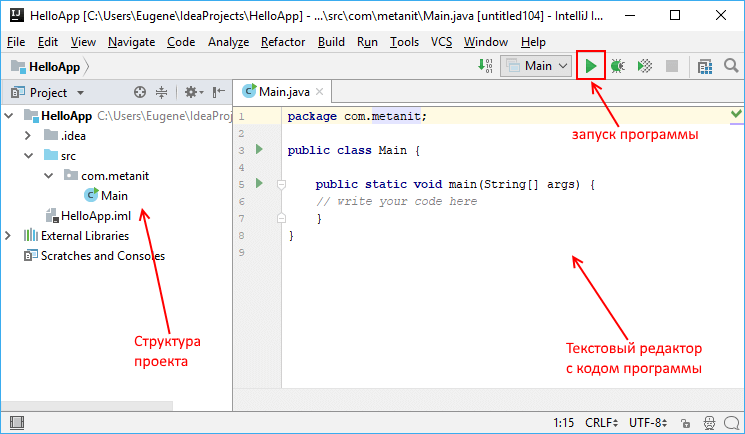 HelloApp [C:\Users\Eugene\IdeaProjects\HelloApp] - ...\src\com\metanit\Main.java [untitled104] - IntelliJ I...
File Edit View Navigate Code Analyze Refactor Build Run Tools VCS Window Help
HelloApp
Main
Project
Main.java
HelloApp C:\Users\Eugene\IdeaProj
.idea
src
com.metanit
Main
HelloApp.iml
External Libraries
Scratches and Consoles
1 package com.metanit;
2
3 public class Main {
4
5 public static void main(String[] args) {
6 // write your code here
7 }
8 }
9
запуск программы
Структура
проекта
Текстовый редактор
с кодом программы
1:15 CRLF UTF-8